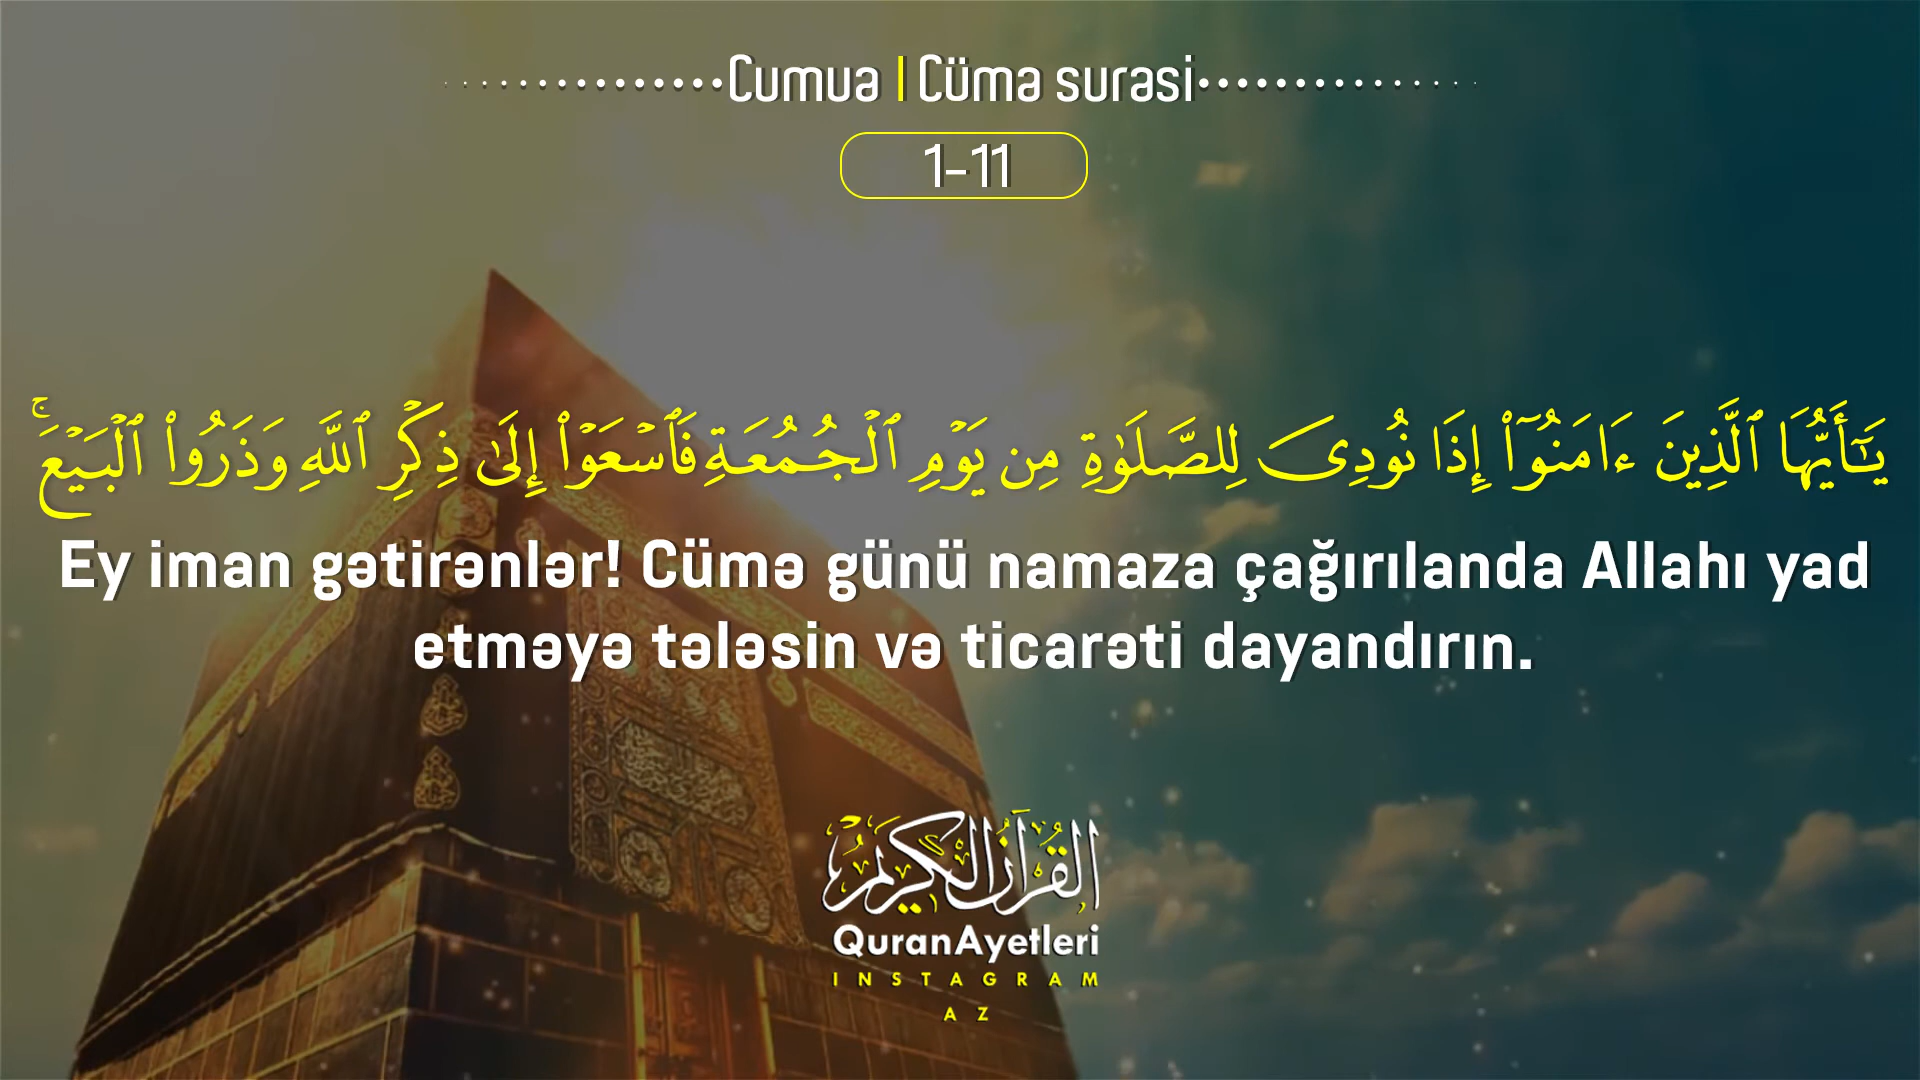 Cumua | Cüma surasi
1-11
يَٰٓأَيُّهَا ٱلَّذِينَ ءَامَنُوٓا۟ إِذَا نُودِىَ لِلصَّلَوٰةِ مِن يَوْمِ ٱلْجُمُعَةِ فَٱسْعَوْا۟ إِلَىٰ ذِكْرِ ٱللَّهِ وَذَرُوا۟ ٱلْبَيْعَ ۚ
Ey iman gətirənlər! Cümə günü namaza çağırılanda Allahı yad
etməyə tələsin və ticarəti dayandırın.
القرآن الكريم
QuranAyetleri
INSTAGRAM
AZ